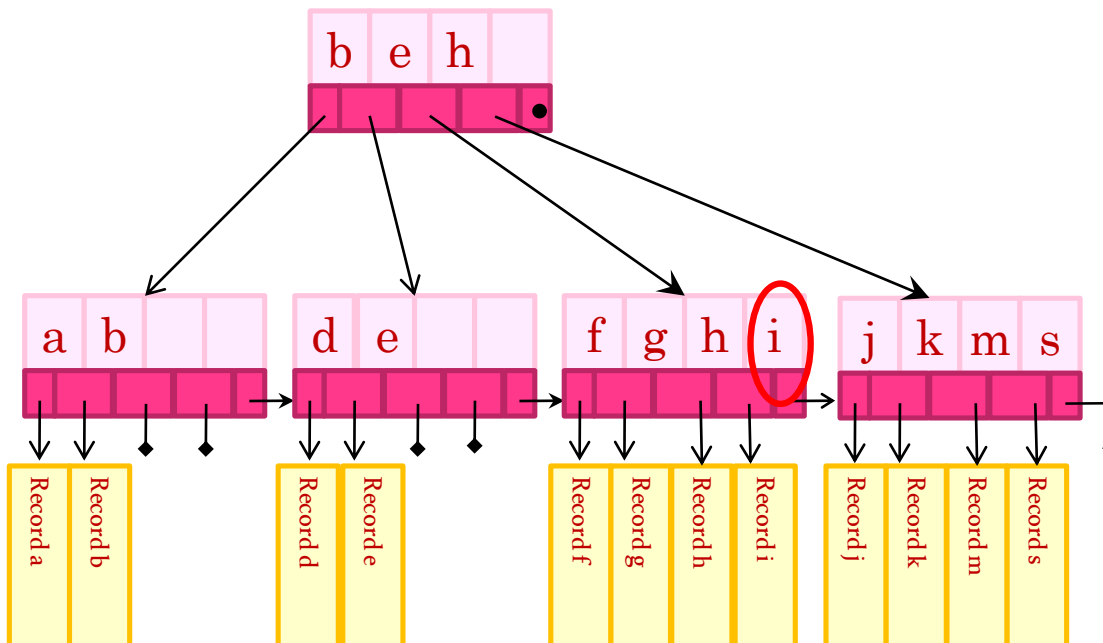 b e h
a b
d e
f g h i
j k m s
Record a
Record b
Record d
Record e
Record f
Record g
Record h
Record i
Record j
Record k
Record m
Record s